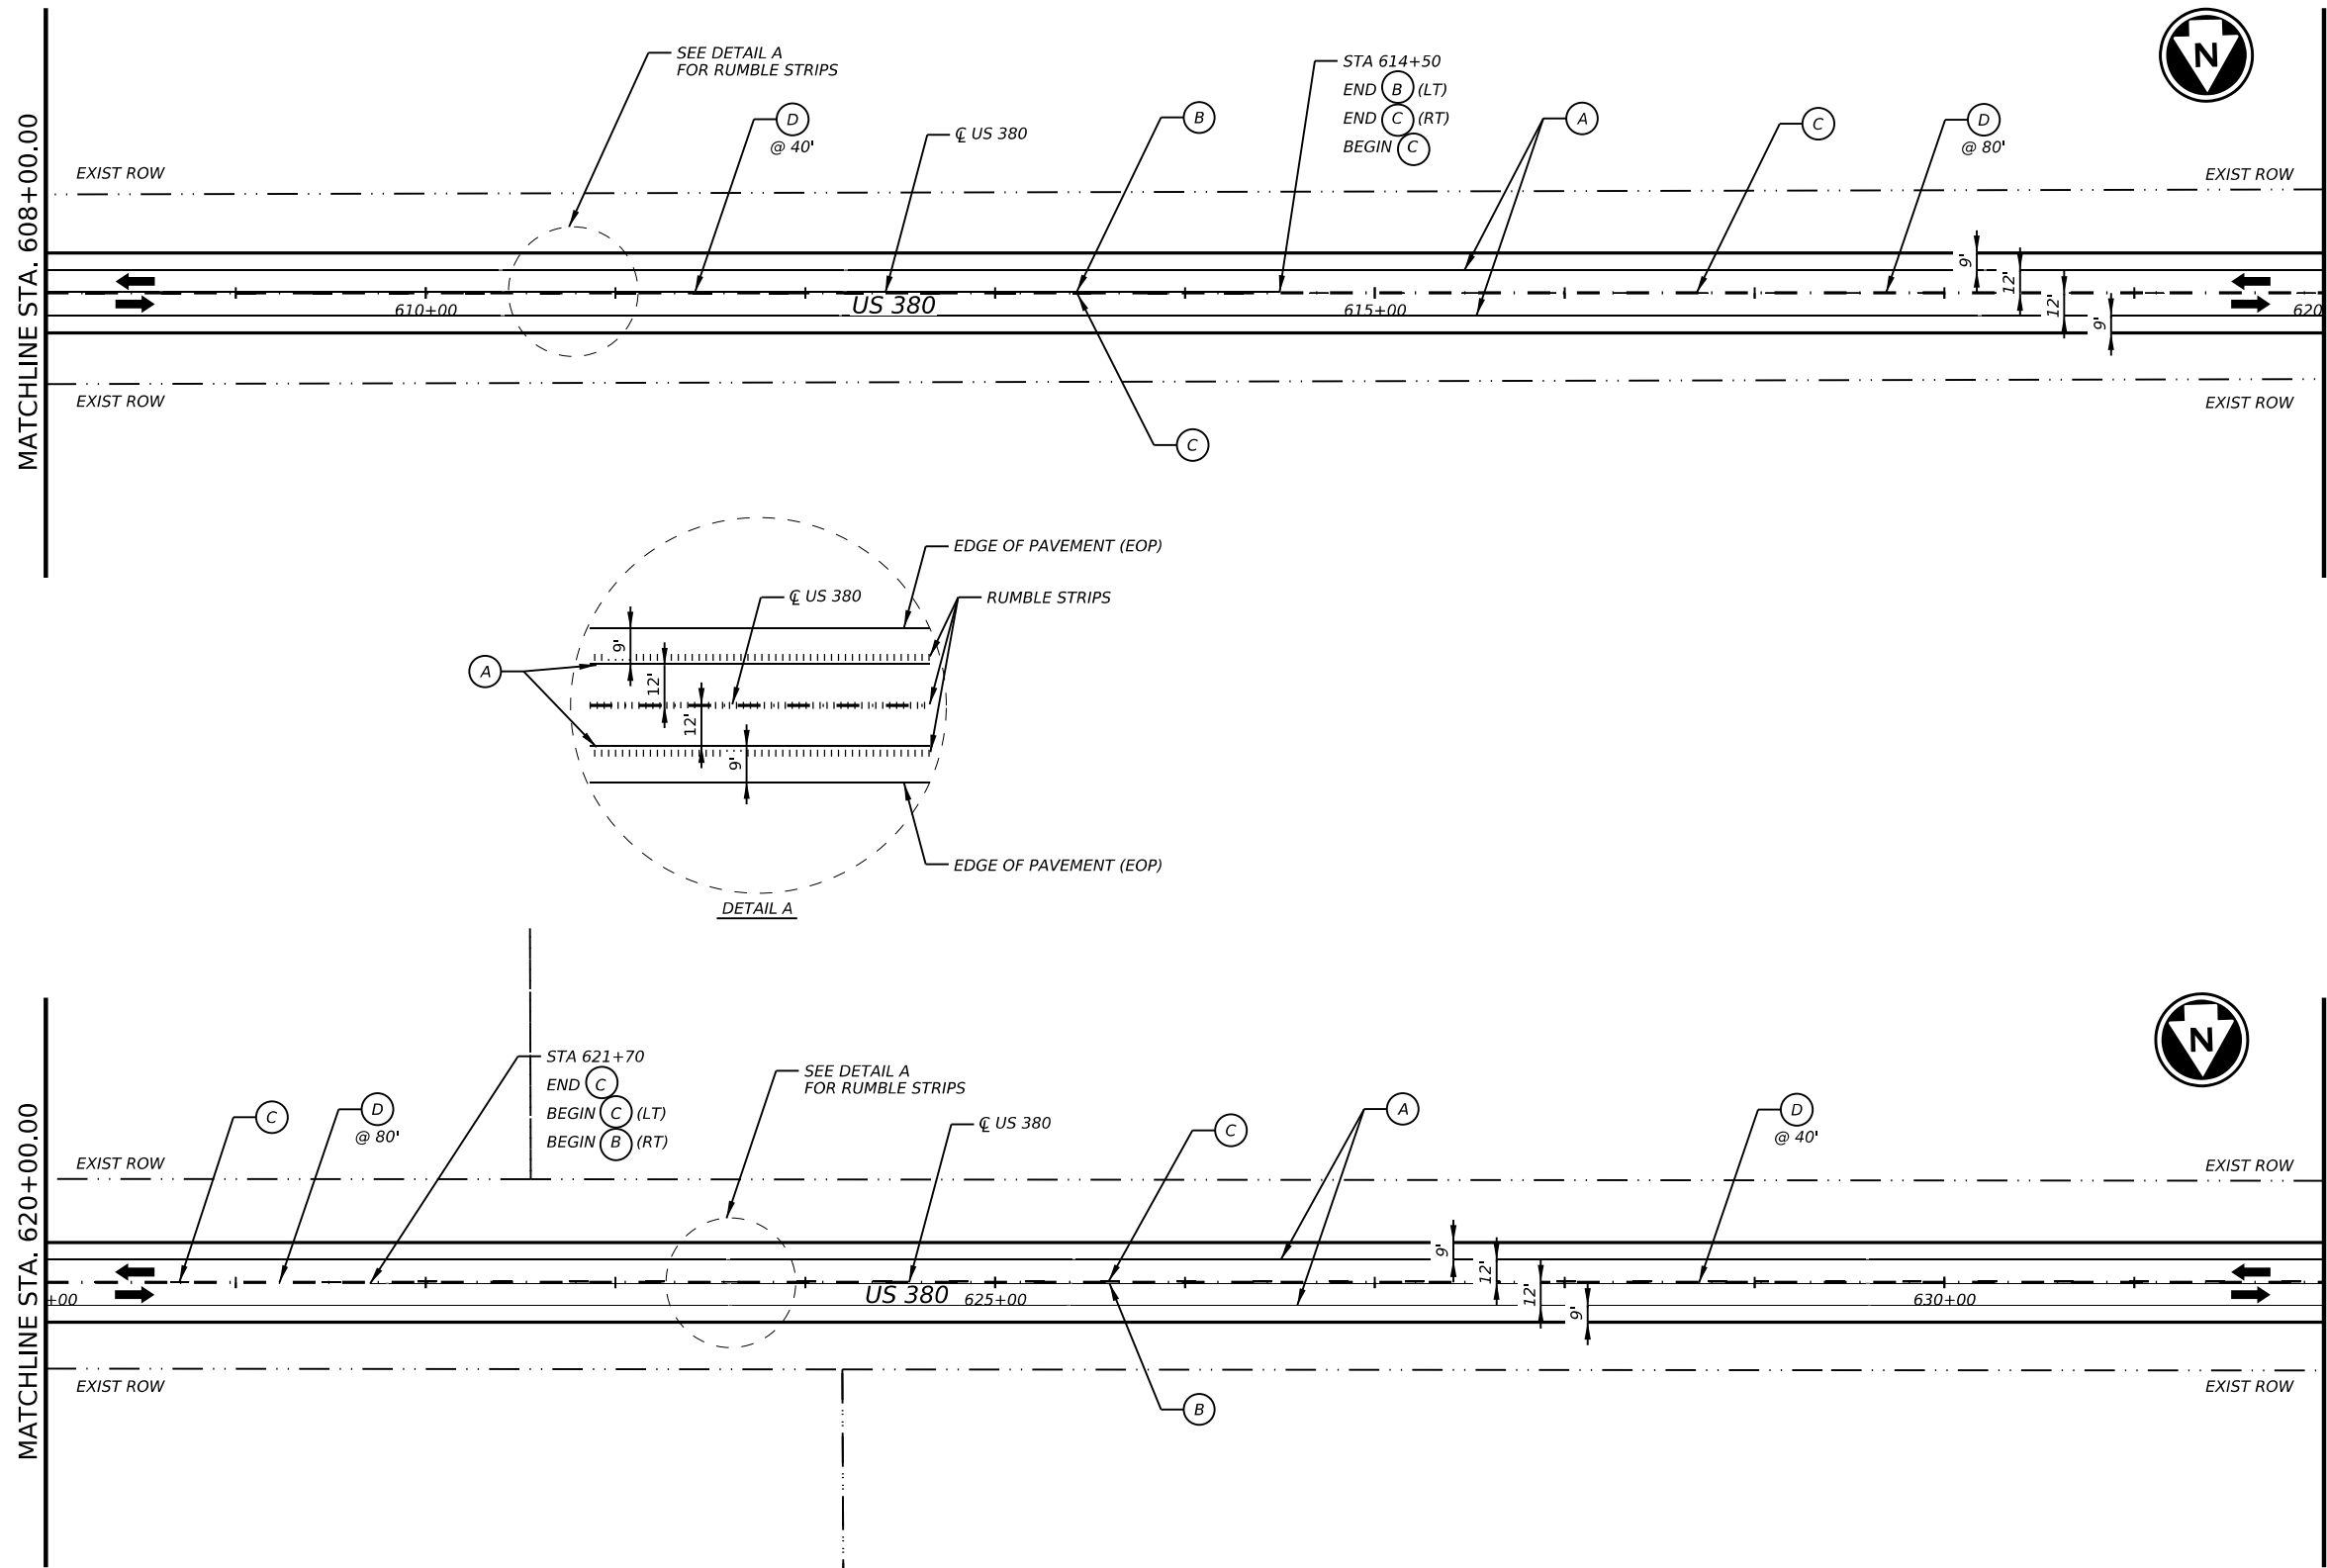 MATCHLINE STA. 608+00.00
SEE DETAIL A
FOR RUMBLE STRIPS
D
@ 40'
℄ US 380
B
STA 614+50
END B (LT)
END C (RT)
BEGIN C
A
C
D
@ 80'
N
EXIST ROW
EXIST ROW
9'
12'
12'
9'
610+00
US 380
615+00
620
EXIST ROW
EXIST ROW
C
EDGE OF PAVEMENT (EOP)
℄ US 380
RUMBLE STRIPS
A
9'
12'
12'
9'
EDGE OF PAVEMENT (EOP)
DETAIL A
MATCHLINE STA. 620+00.00
C
D
@ 80'
STA 621+70
END C
BEGIN C (LT)
BEGIN B (RT)
SEE DETAIL A
FOR RUMBLE STRIPS
℄ US 380
C
A
D
@ 40'
N
EXIST ROW
EXIST ROW
9'
12'
12'
9'
+00
US 380
625+00
630+00
EXIST ROW
EXIST ROW
B